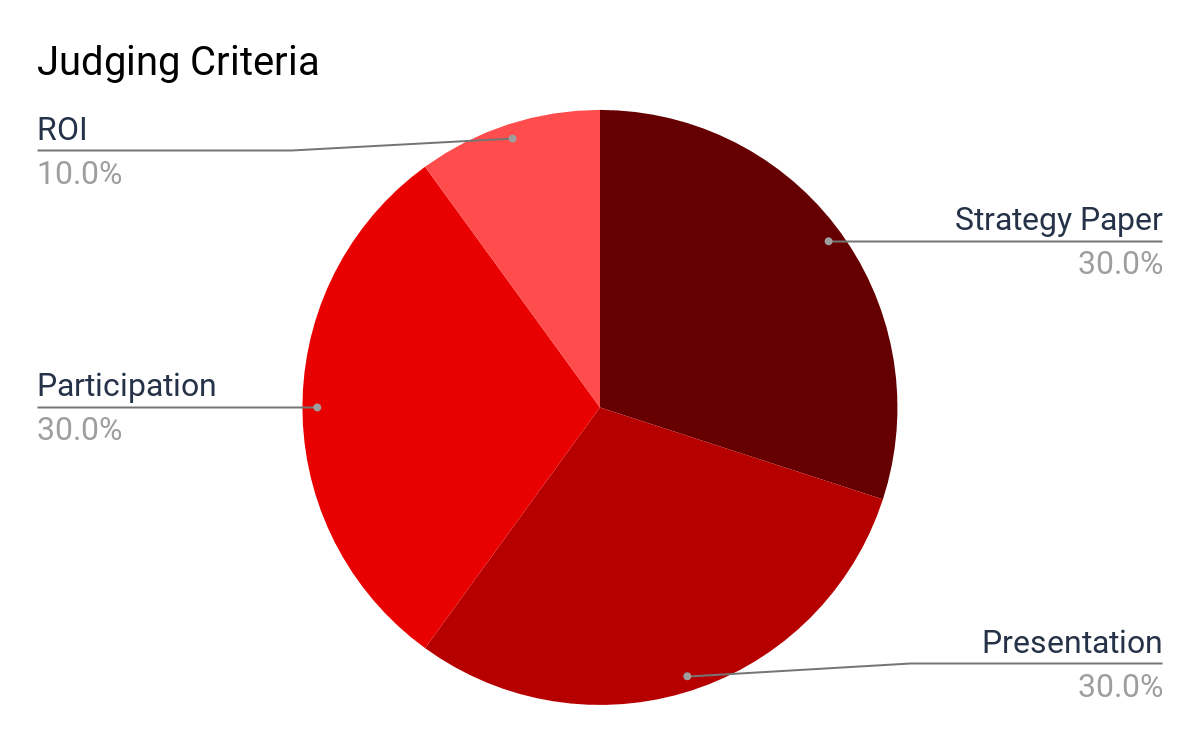 Judging Criteria
ROI
10.0%
Strategy Paper
30.0%
Participation
30.0%
Presentation
30.0%